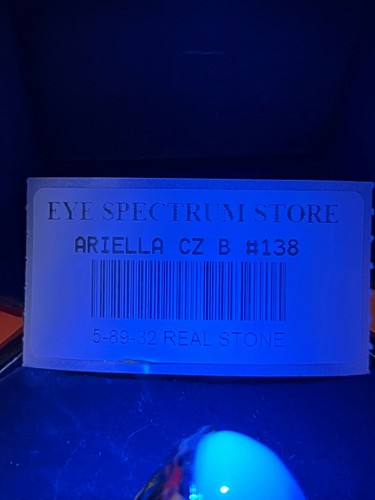 EYE SPECTRUM STORE
ARIELLA CZ B #138
5-89-32 REAL STONE